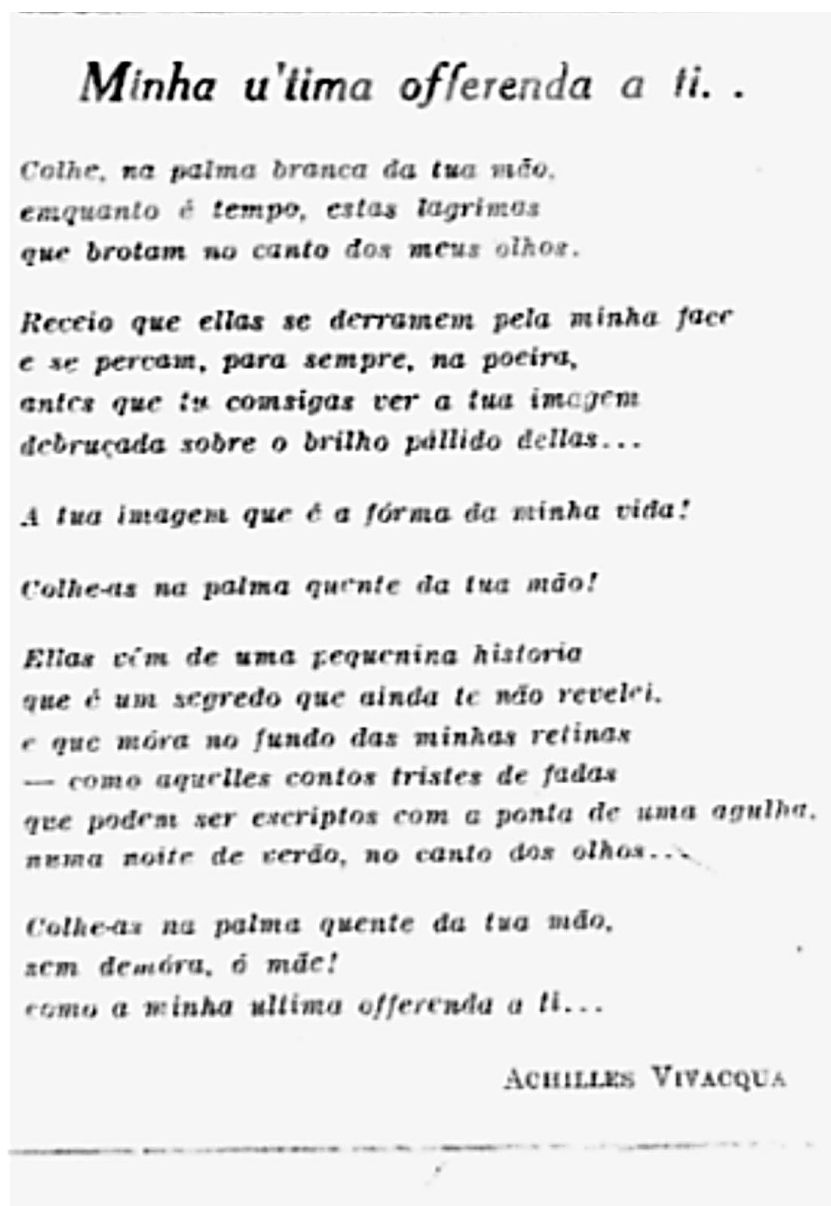 Minha u'tima offerenda a ti. .
Colhe, na palma branca da tua mão,
emquanto é tempo, estas lagrimas
que brotam no canto dos meus olhos.
Receio que ellas se derramem pela minha face
e se percam, para sempre, na poeira,
antes que tu comsigas ver a tua imagem
debruçada sobre o brilho pállido dellas...
A tua imagem que é a fórma da minha vida!
Colhe-as na palma quente da tua mão!
Ellas vêm de uma pequenina historia
que é um segredo que ainda te não revelei.
e que móra no fundo das minhas retinas
— como aquelles contos tristes de fadas
que podem ser escriptos com a ponta de uma agulha,
numa noite de verão, no canto dos olhos...
Colhe-as na palma quente da tua mão,
sem demóra, ó mãe!
como a minha ultima offerenda a ti...
ACHILLES VIVACQUA